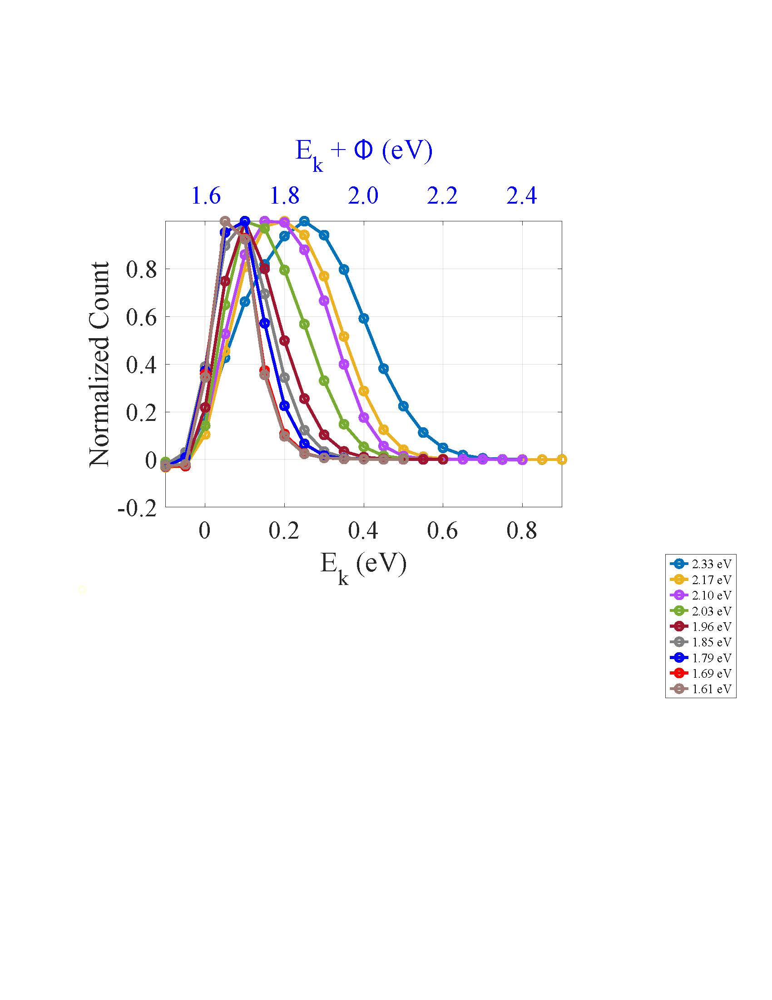 E_k + Φ (eV)
1.6 1.8 2.0 2.2 2.4
Normalized Count
0.8
0.6
0.4
0.2
0
-0.2
0 0.2 0.4 0.6 0.8
E_k (eV)
2.33 eV
2.17 eV
2.10 eV
2.03 eV
1.96 eV
1.85 eV
1.79 eV
1.69 eV
1.61 eV